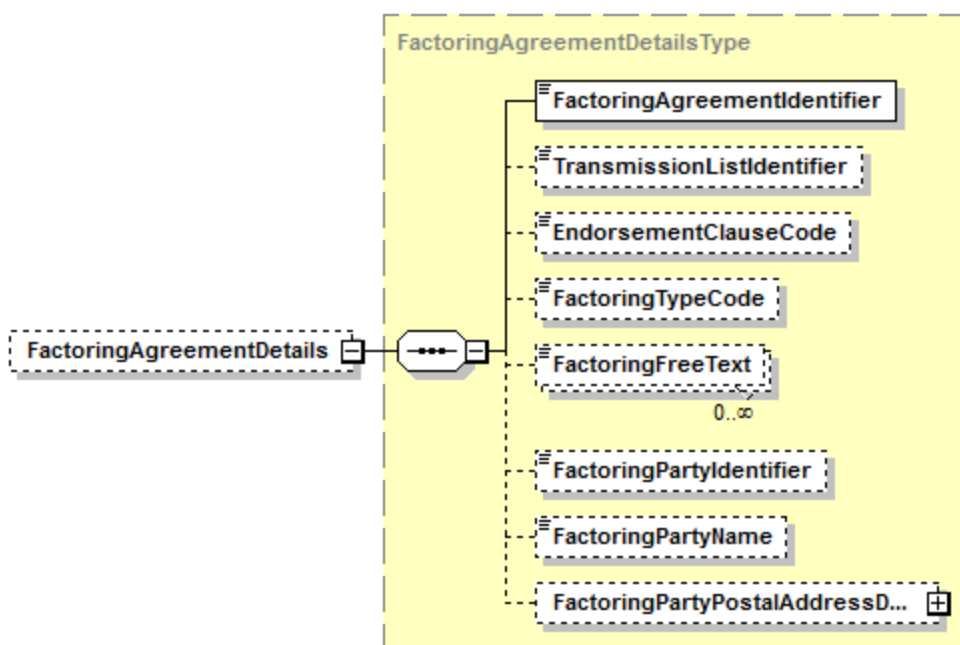 FactoringAgreementDetailsType
FactoringAgreementIdentifier
TransmissionListIdentifier
EndorsementClauseCode
FactoringTypeCode
FactoringAgreementDetails
FactoringFreeText
0..∞
FactoringPartyIdentifier
FactoringPartyName
FactoringPartyPostalAddressD...